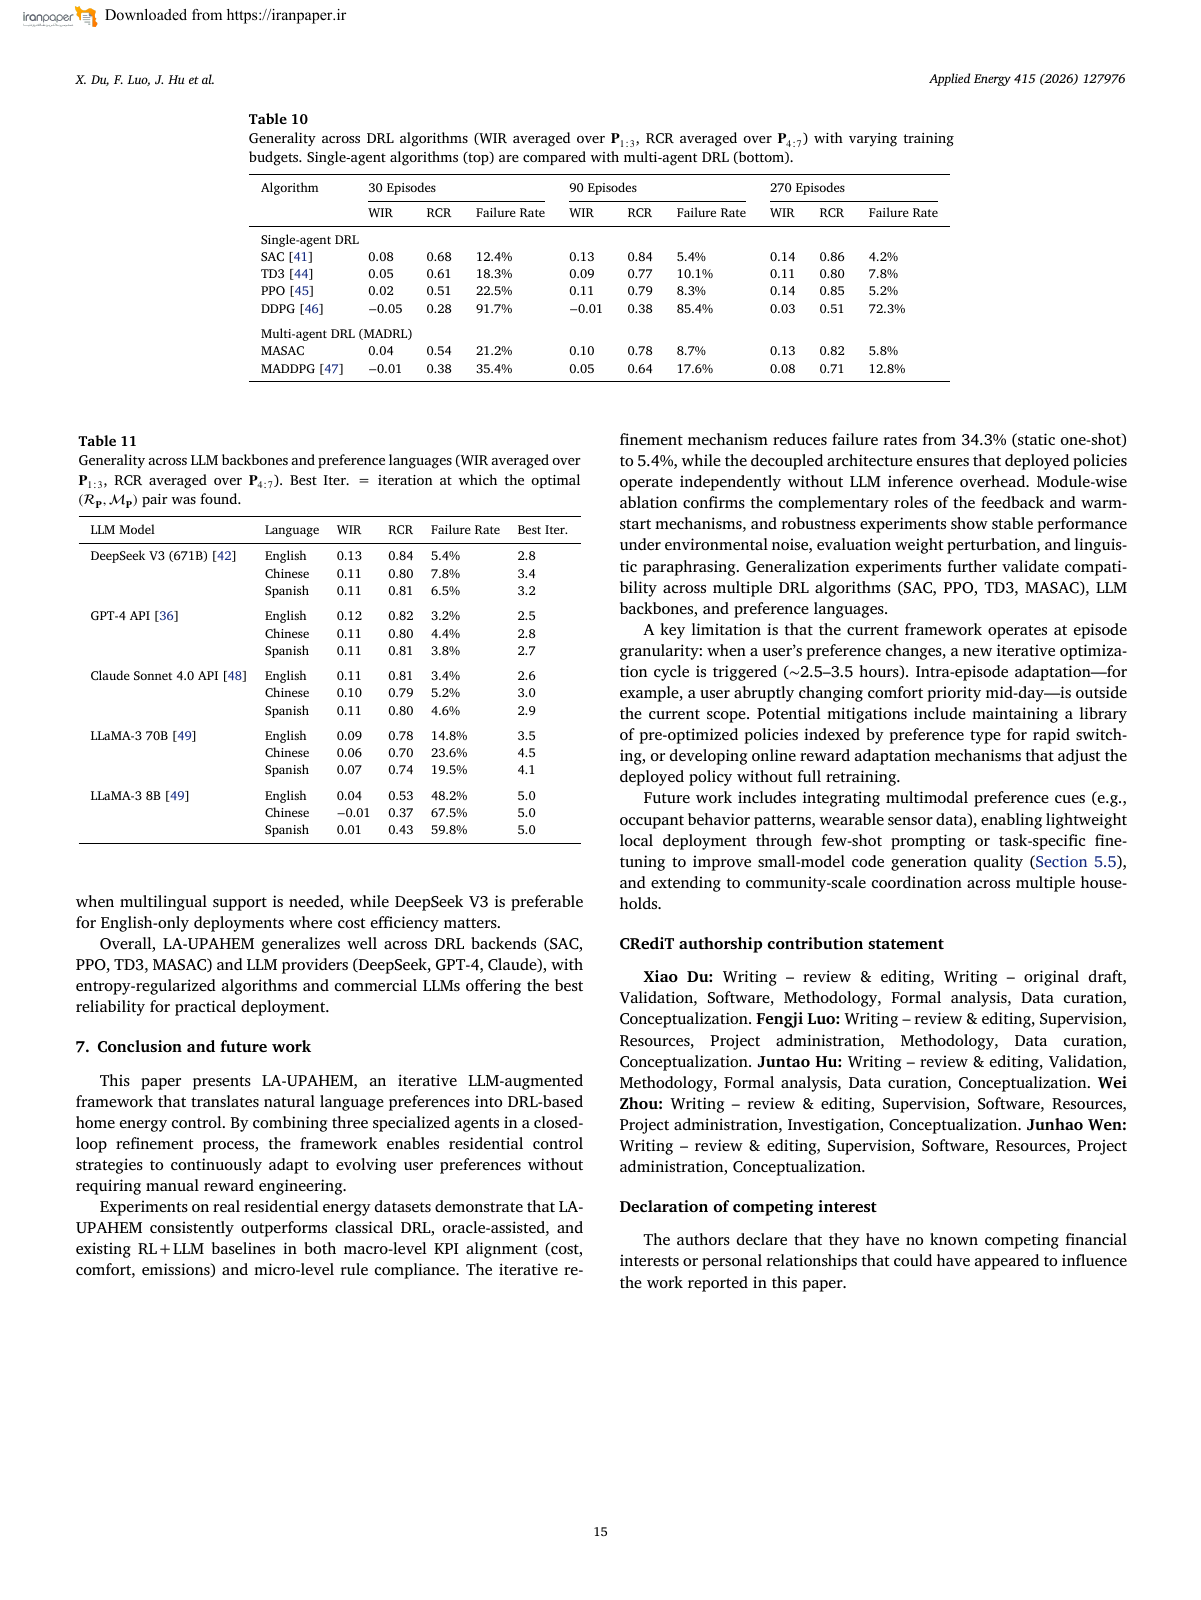 iranpaper Downloaded from https://iranpaper.ir
X. Du, F. Luo, J. Hu et al.
Applied Energy 415 (2026) 127976
Table 10
Generality across DRL algorithms (WIR averaged over P1:3, RCR averaged over P4:7) with varying training
budgets. Single-agent algorithms (top) are compared with multi-agent DRL (bottom).
Algorithm 30 Episodes 90 Episodes 270 Episodes
WIR RCR Failure Rate WIR RCR Failure Rate WIR RCR Failure Rate
Single-agent DRL
SAC [41] 0.08 0.68 12.4% 0.13 0.84 5.4% 0.14 0.86 4.2%
TD3 [44] 0.05 0.61 18.3% 0.09 0.77 10.1% 0.11 0.80 7.8%
PPO [45] 0.02 0.51 22.5% 0.11 0.79 8.3% 0.14 0.85 5.2%
DDPG [46] −0.05 0.28 91.7% −0.01 0.38 85.4% 0.03 0.51 72.3%
Multi-agent DRL (MADRL)
MASAC 0.04 0.54 21.2% 0.10 0.78 8.7% 0.13 0.82 5.8%
MADDPG [47] −0.01 0.38 35.4% 0.05 0.64 17.6% 0.08 0.71 12.8%
Table 11
Generality across LLM backbones and preference languages (WIR averaged over
P1:3, RCR averaged over P4:7). Best Iter. = iteration at which the optimal
(RP, MP) pair was found.
LLM Model Language WIR RCR Failure Rate Best Iter.
DeepSeek V3 (671B) [42] English 0.13 0.84 5.4% 2.8
Chinese 0.11 0.80 7.8% 3.4
Spanish 0.11 0.81 6.5% 3.2
GPT-4 API [36] English 0.12 0.82 3.2% 2.5
Chinese 0.11 0.80 4.4% 2.8
Spanish 0.11 0.81 3.8% 2.7
Claude Sonnet 4.0 API [48] English 0.11 0.81 3.4% 2.6
Chinese 0.10 0.79 5.2% 3.0
Spanish 0.11 0.80 4.6% 2.9
LLaMA-3 70B [49] English 0.09 0.78 14.8% 3.5
Chinese 0.06 0.70 23.6% 4.5
Spanish 0.07 0.74 19.5% 4.1
LLaMA-3 8B [49] English 0.04 0.53 48.2% 5.0
Chinese −0.01 0.37 67.5% 5.0
Spanish 0.01 0.43 59.8% 5.0
when multilingual support is needed, while DeepSeek V3 is preferable
for English-only deployments where cost efficiency matters.
Overall, LA-UPAHEM generalizes well across DRL backends (SAC,
PPO, TD3, MASAC) and LLM providers (DeepSeek, GPT-4, Claude), with
entropy-regularized algorithms and commercial LLMs offering the best
reliability for practical deployment.
7. Conclusion and future work
This paper presents LA-UPAHEM, an iterative LLM-augmented
framework that translates natural language preferences into DRL-based
home energy control. By combining three specialized agents in a closed-
loop refinement process, the framework enables residential control
strategies to continuously adapt to evolving user preferences without
requiring manual reward engineering.
Experiments on real residential energy datasets demonstrate that LA-
UPAHEM consistently outperforms classical DRL, oracle-assisted, and
existing RL+LLM baselines in both macro-level KPI alignment (cost,
comfort, emissions) and micro-level rule compliance. The iterative re-
finement mechanism reduces failure rates from 34.3% (static one-shot)
to 5.4%, while the decoupled architecture ensures that deployed policies
operate independently without LLM inference overhead. Module-wise
ablation confirms the complementary roles of the feedback and warm-
start mechanisms, and robustness experiments show stable performance
under environmental noise, evaluation weight perturbation, and linguis-
tic paraphrasing. Generalization experiments further validate compati-
bility across multiple DRL algorithms (SAC, PPO, TD3, MASAC), LLM
backbones, and preference languages.
A key limitation is that the current framework operates at episode
granularity: when a user's preference changes, a new iterative optimiza-
tion cycle is triggered (~2.5–3.5 hours). Intra-episode adaptation—for
example, a user abruptly changing comfort priority mid-day—is outside
the current scope. Potential mitigations include maintaining a library
of pre-optimized policies indexed by preference type for rapid switch-
ing, or developing online reward adaptation mechanisms that adjust the
deployed policy without full retraining.
Future work includes integrating multimodal preference cues (e.g.,
occupant behavior patterns, wearable sensor data), enabling lightweight
local deployment through few-shot prompting or task-specific fine-
tuning to improve small-model code generation quality (Section 5.5),
and extending to community-scale coordination across multiple house-
holds.
CRediT authorship contribution statement
Xiao Du: Writing – review & editing, Writing – original draft,
Validation, Software, Methodology, Formal analysis, Data curation,
Conceptualization. Fengji Luo: Writing – review & editing, Supervision,
Resources, Project administration, Methodology, Data curation,
Conceptualization. Juntao Hu: Writing – review & editing, Validation,
Methodology, Formal analysis, Data curation, Conceptualization. Wei
Zhou: Writing – review & editing, Supervision, Software, Resources,
Project administration, Investigation, Conceptualization. Junhao Wen:
Writing – review & editing, Supervision, Software, Resources, Project
administration, Conceptualization.
Declaration of competing interest
The authors declare that they have no known competing financial
interests or personal relationships that could have appeared to influence
the work reported in this paper.
15